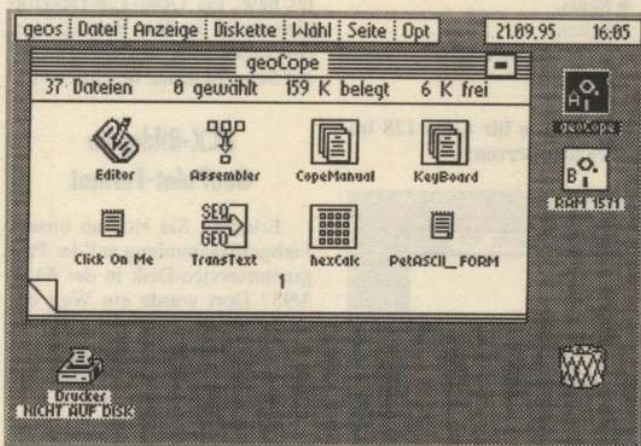 geos Datei Anzeige Diskette Wahl Seite Opt 21.09.95 16:05
geoCope
37 Dateien 0 gewählt 159 K belegt 6 K frei
Editor Assembler CopeManual KeyBoard
SEQ
GEO
Click On Me TransText hexCalc PetASCII_FORM
1
A
geoCope
B
RAM 1571
Drucker
NICHT AUF DISK